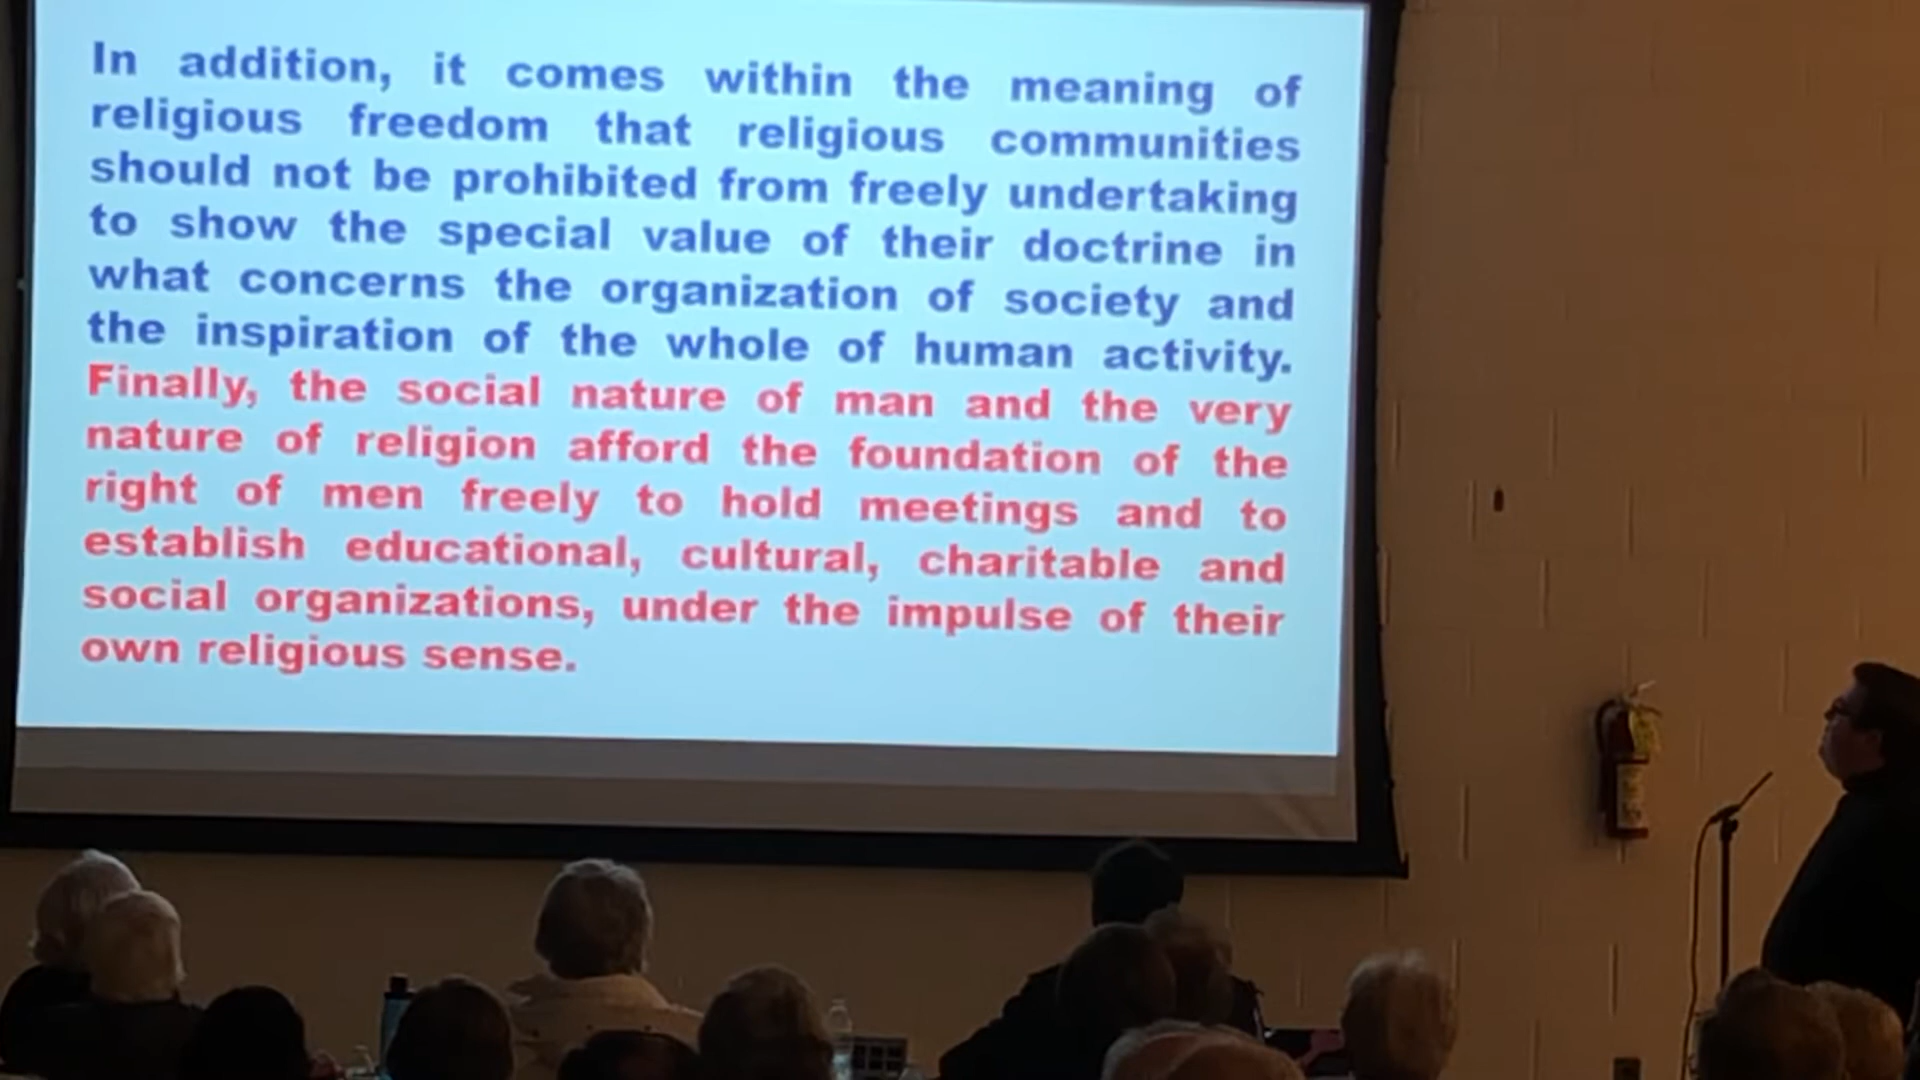 In addition, it comes within the meaning of
religious freedom that religious communities
should not be prohibited from freely undertaking
to show the special value of their doctrine in
what concerns the organization of society and
the inspiration of the whole of human activity.
Finally, the social nature of man and the very
nature of religion afford the foundation of the
right of men freely to hold meetings and to
establish educational, cultural, charitable and
social organizations, under the impulse of their
own religious sense.